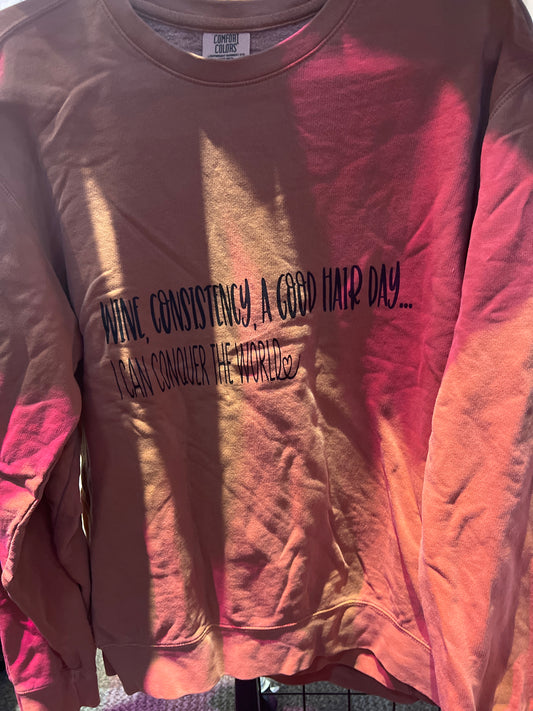 COMFORT
COLORS
WINE, CONSISTENCY, A GOOD HAIR DAY...
I CAN CONQUER THE WORLD